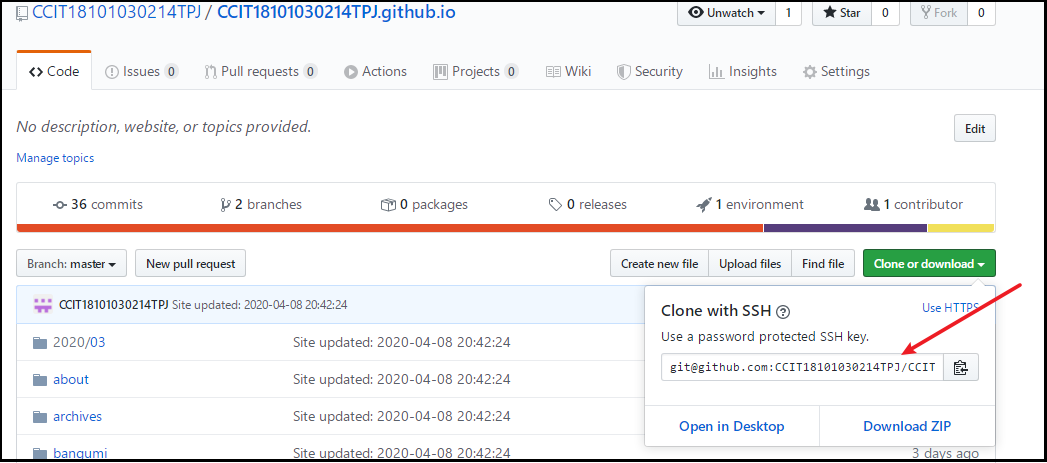 CCIT18101030214TPJ / CCIT18101030214TPJ.github.io
Unwatch 1 Star 0 Fork 0
Code Issues 0 Pull requests 0 Actions Projects 0 Wiki Security Insights Settings
No description, website, or topics provided.
Edit
Manage topics
36 commits 2 branches 0 packages 0 releases 1 environment 1 contributor
Branch: master New pull request Create new file Upload files Find file Clone or download
CCIT18101030214TPJ Site updated: 2020-04-08 20:42:24
Clone with SSH ? Use HTTPS
Use a password protected SSH key.
git@github.com:CCIT18101030214TPJ/CCIT
Open in Desktop Download ZIP
2020/03 Site updated: 2020-04-08 20:42:24
about Site updated: 2020-04-08 20:42:24
archives Site updated: 2020-04-08 20:42:24
bangumi Site updated: 2020-04-08 20:42:24 3 days ago